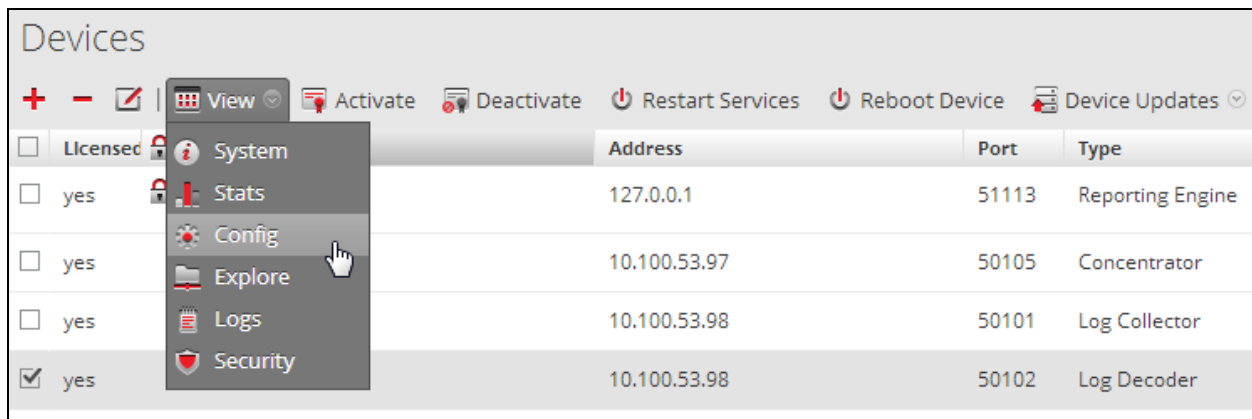 Devices
View Activate Deactivate Restart Services Reboot Device Device Updates
Licensed Address Port Type
System
yes Stats 127.0.0.1 51113 Reporting Engine
Config
yes 10.100.53.97 50105 Concentrator
Explore
yes Logs 10.100.53.98 50101 Log Collector
Security
yes 10.100.53.98 50102 Log Decoder